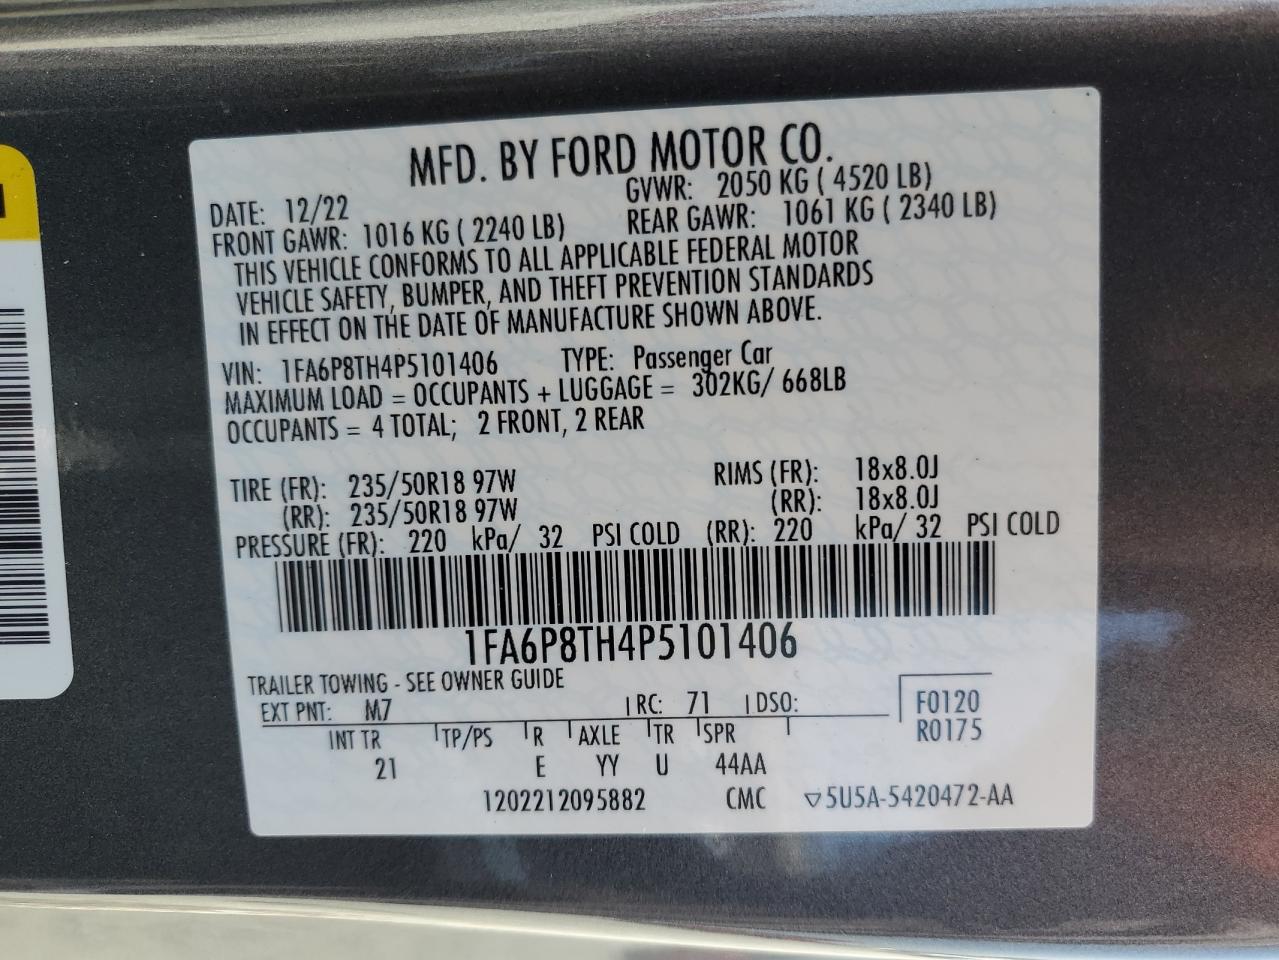 MFD. BY FORD MOTOR CO.
DATE: 12/22 GVWR: 2050 KG ( 4520 LB)
FRONT GAWR: 1016 KG ( 2240 LB) REAR GAWR: 1061 KG ( 2340 LB)
THIS VEHICLE CONFORMS TO ALL APPLICABLE FEDERAL MOTOR
VEHICLE SAFETY, BUMPER, AND THEFT PREVENTION STANDARDS
IN EFFECT ON THE DATE OF MANUFACTURE SHOWN ABOVE.
VIN: 1FA6P8TH4P5101406 TYPE: Passenger Car
MAXIMUM LOAD = OCCUPANTS + LUGGAGE = 302KG/ 668LB
OCCUPANTS = 4 TOTAL; 2 FRONT, 2 REAR
TIRE (FR): 235/50R18 97W RIMS (FR): 18x8.0J
(RR): 235/50R18 97W (RR): 18x8.0J
PRESSURE (FR): 220 kPa/ 32 PSI COLD (RR): 220 kPa/ 32 PSI COLD
1FA6P8TH4P5101406
TRAILER TOWING - SEE OWNER GUIDE
EXT PNT: M7 RC: 71 DSO: F0120
R0175
INT TR TP/PS R AXLE TR SPR
21 E YY U 44AA
1202212095882 CMC ▽5U5A-5420472-AA